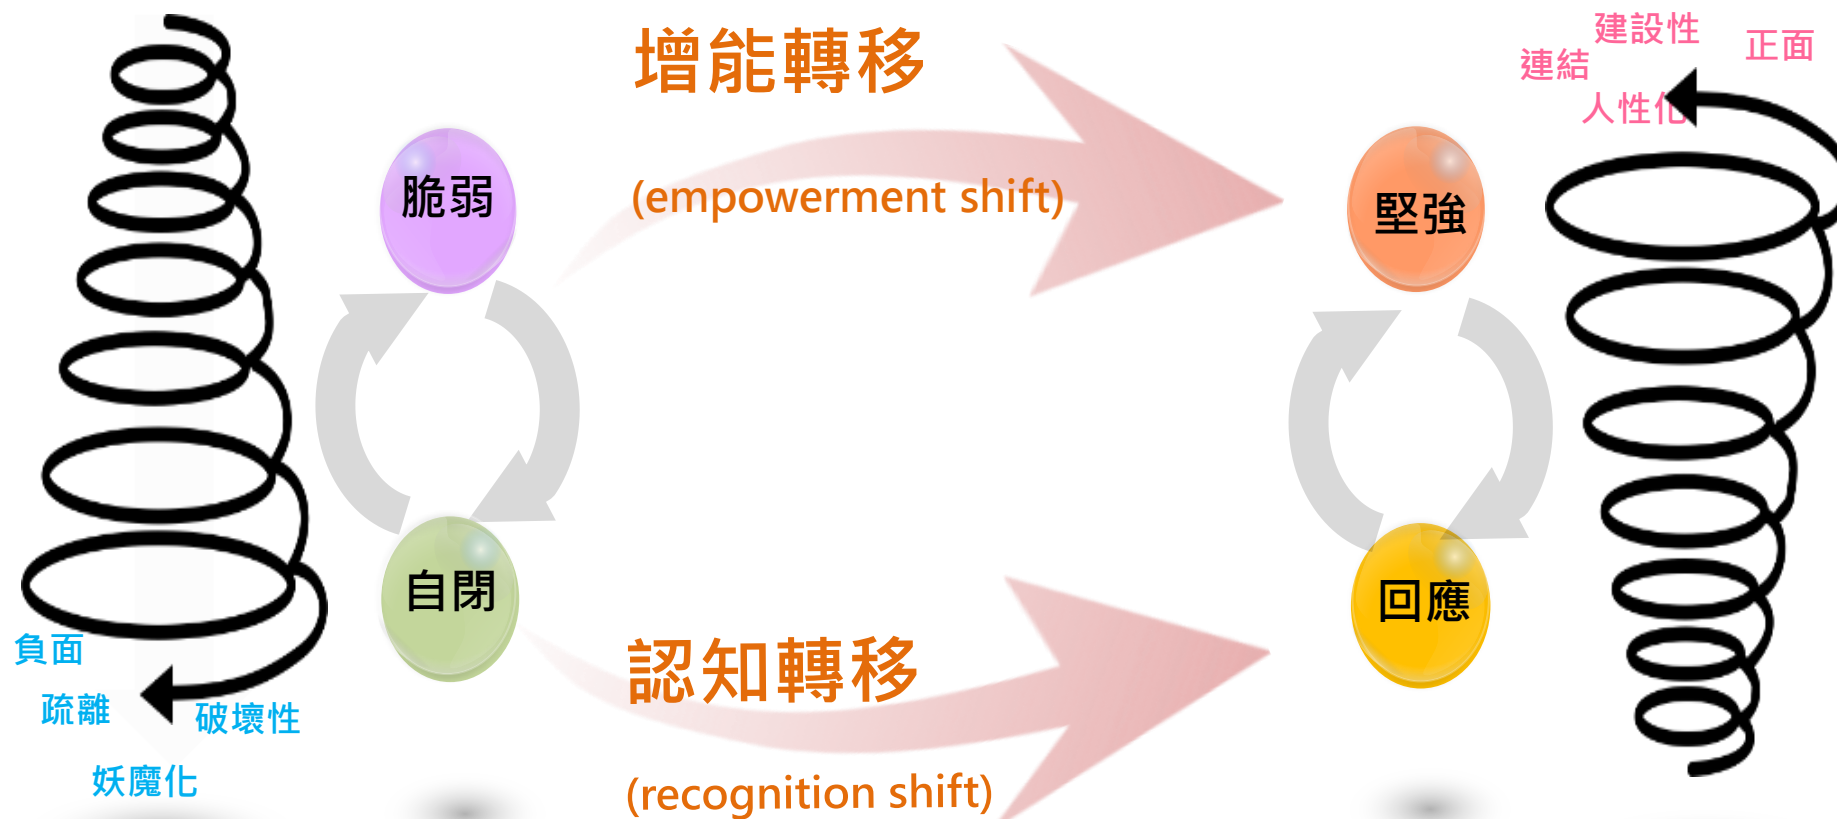 增能轉移
(empowerment shift)
脆弱
自閉
負面
疏離
破壞性
妖魔化
認知轉移
(recognition shift)
堅強
回應
建設性
正面
連結
人性化